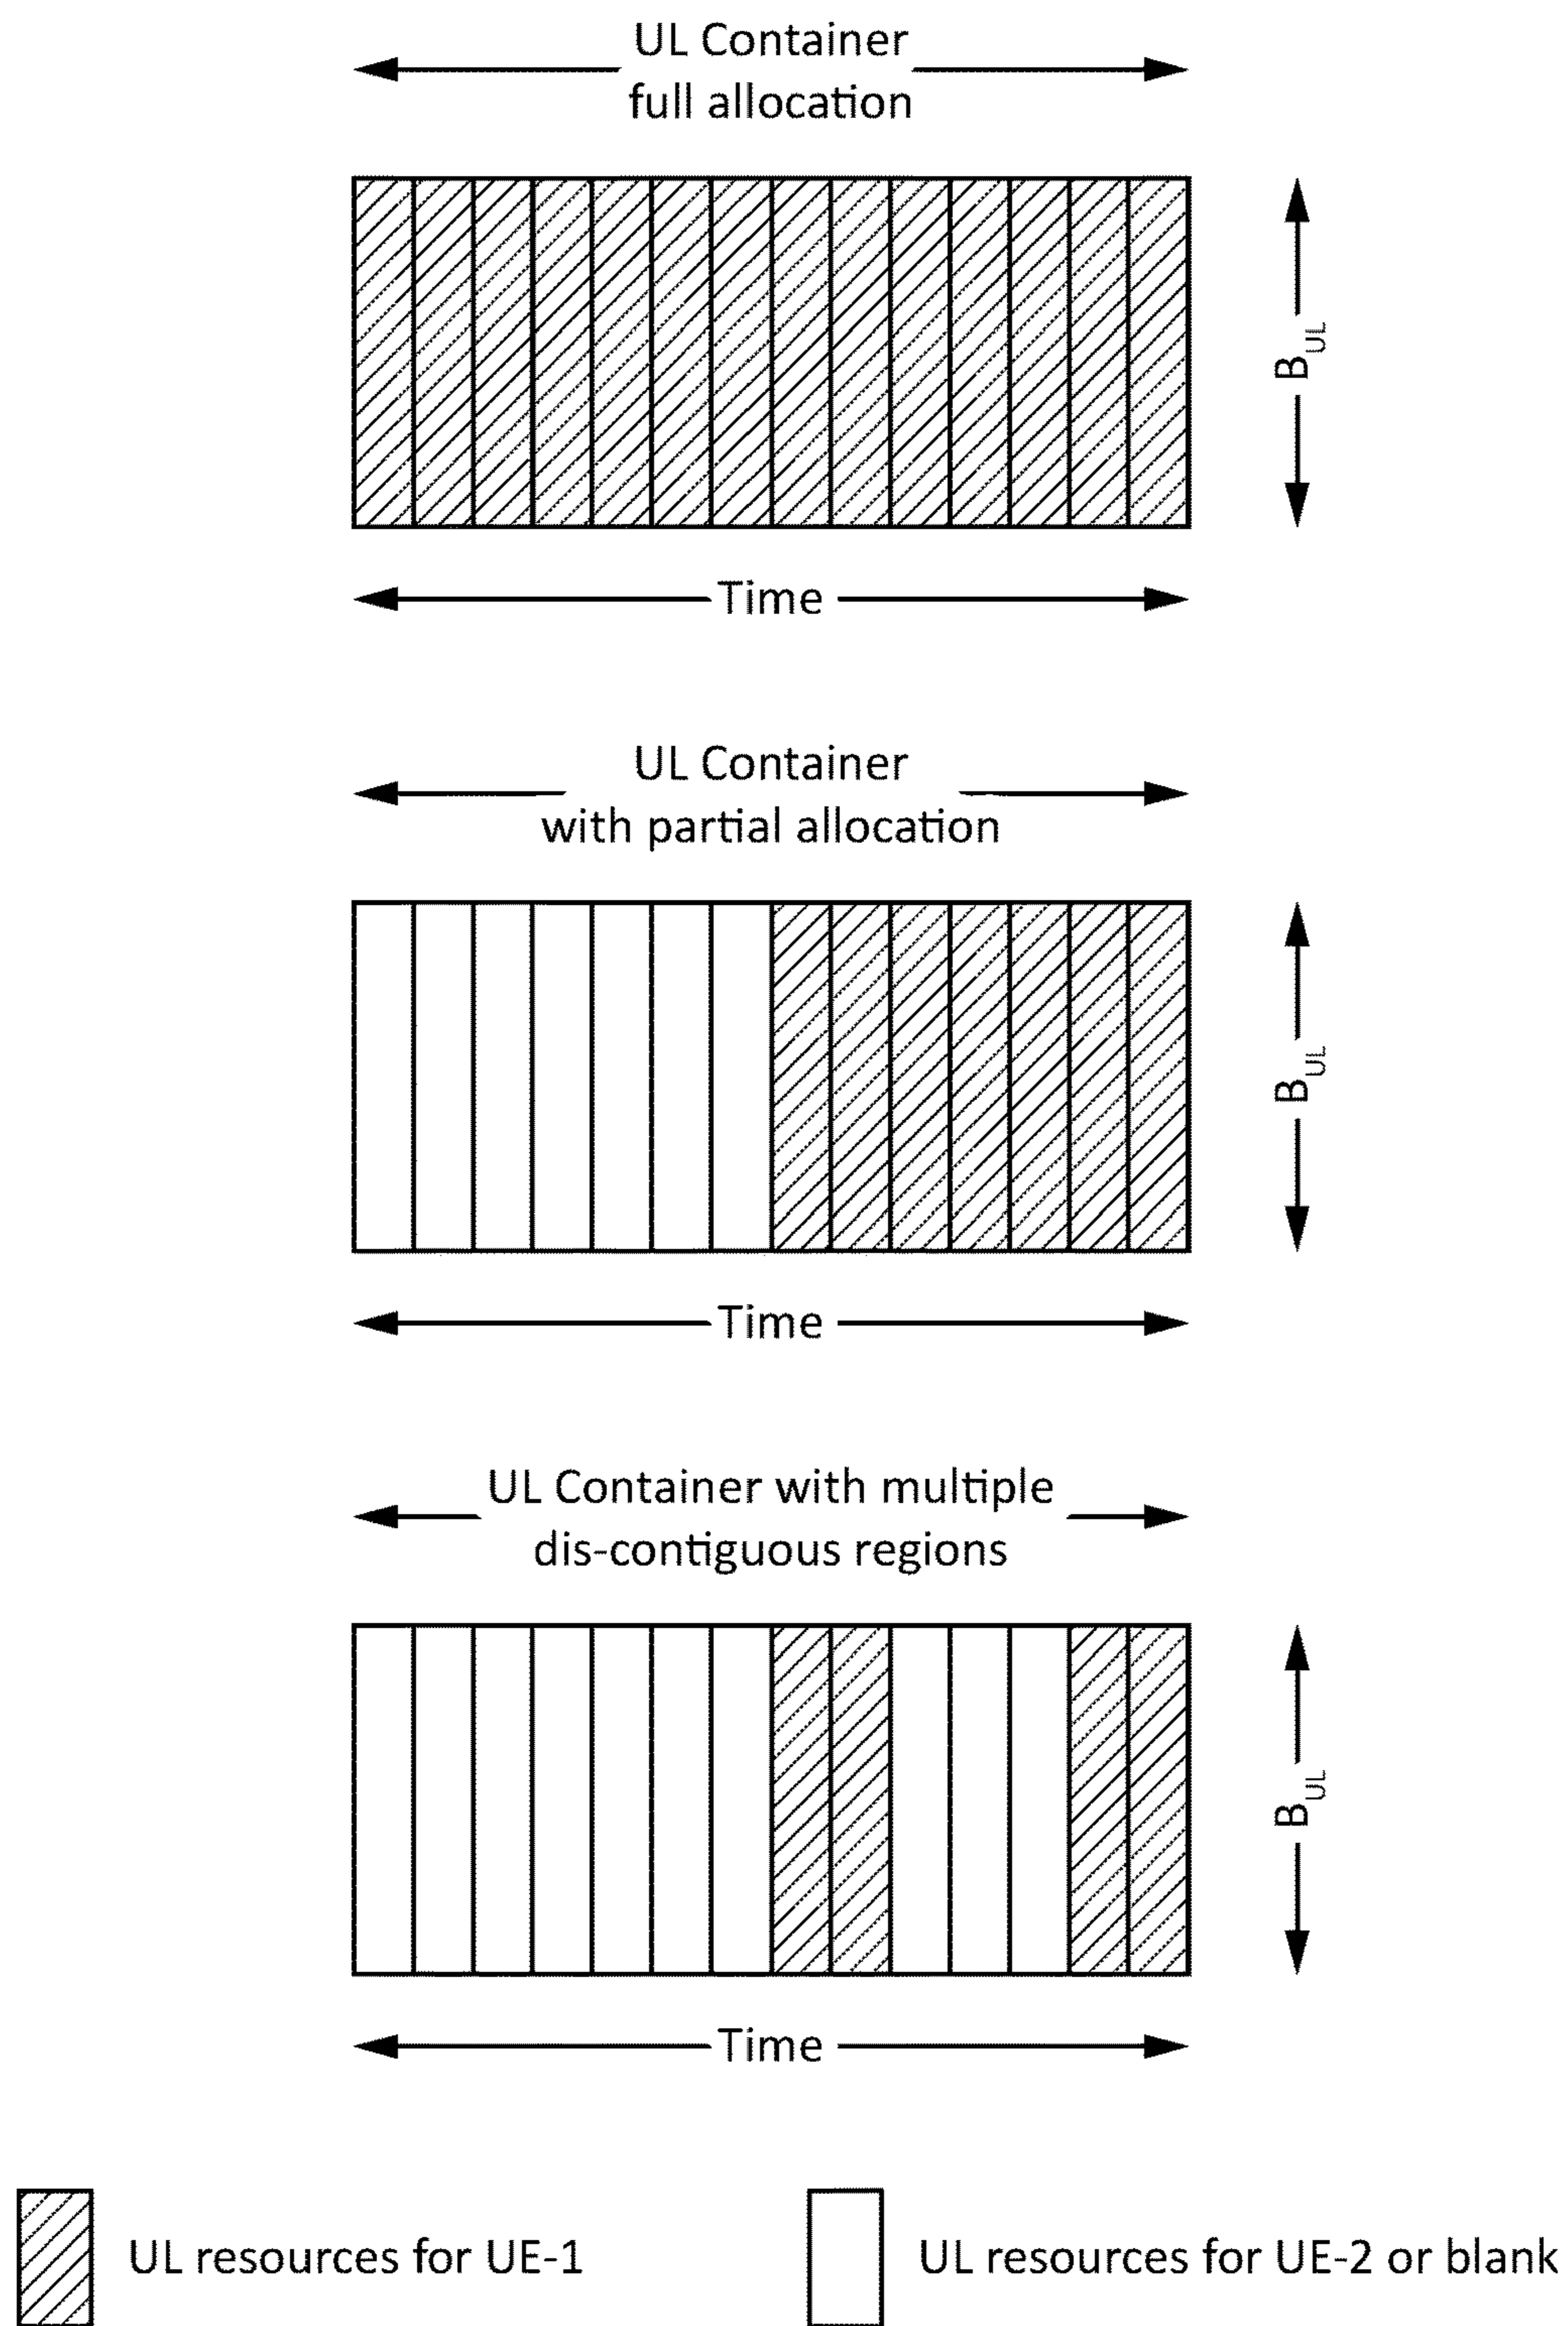 UL Container
full allocation
B_UL
Time
UL Container
with partial allocation
B_UL
Time
UL Container with multiple
dis-contiguous regions
B_UL
Time
UL resources for UE-1
UL resources for UE-2 or blank